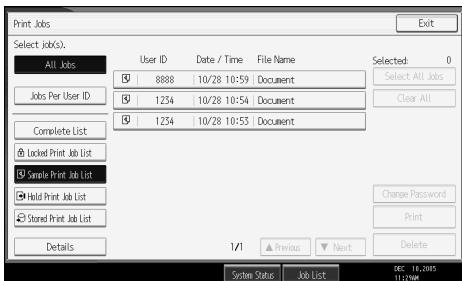 Print Jobs
Exit
Select job(s).
All Jobs
Jobs Per User ID
Complete List
Locked Print Job List
Sample Print Job List
Hold Print Job List
Stored Print Job List
Details
User ID Date / Time File Name
8888 10/28 10:59 Document
1234 10/28 10:54 Document
1234 10/28 10:53 Document
1/1 ▲Previous ▼Next
Selected: 0
Select All Jobs
Clear All
Change Password
Print
Delete
System Status Job List
DEC 10,2005
11:29AM